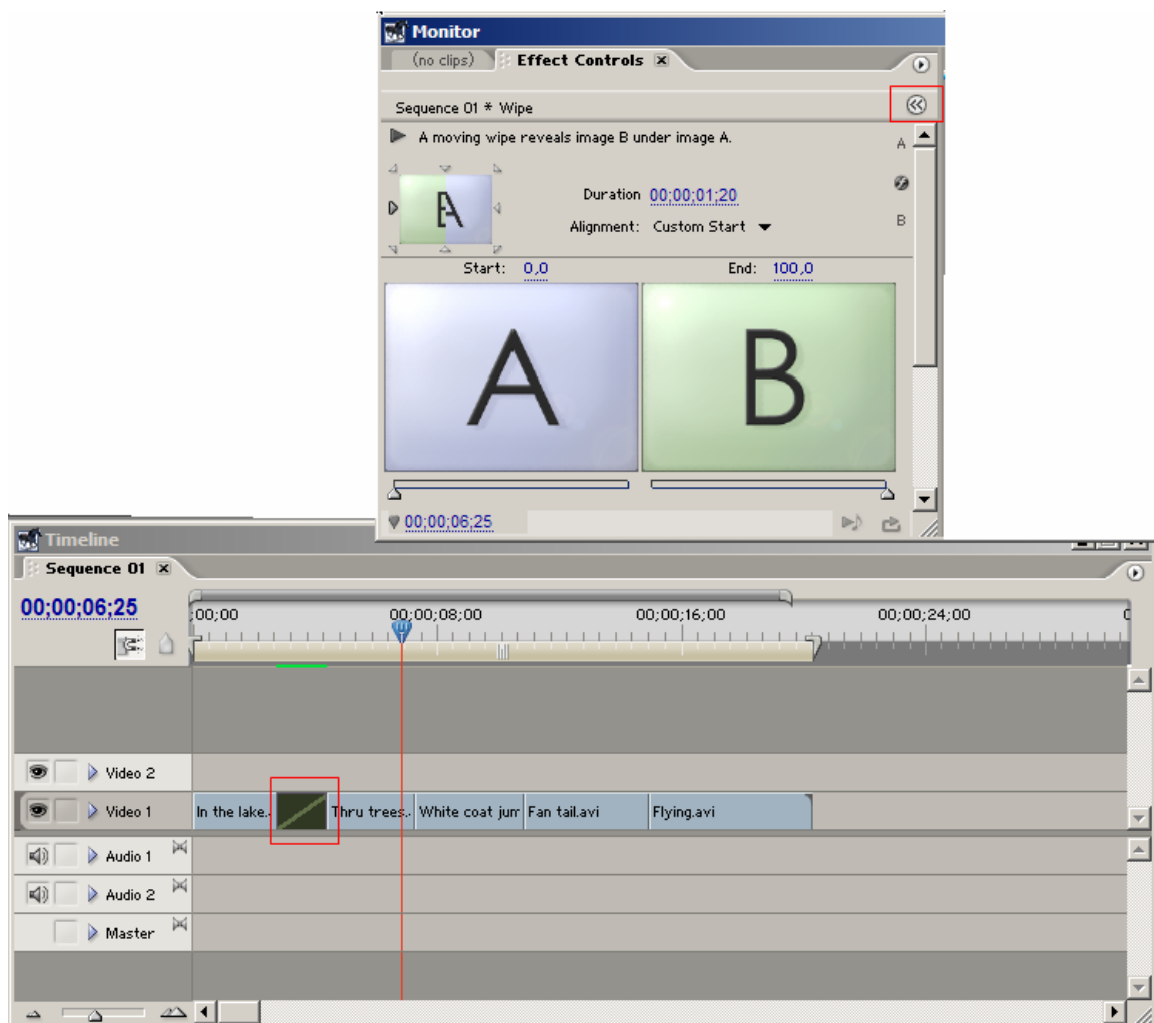 Monitor
(no clips) Effect Controls
Sequence 01 * Wipe
A moving wipe reveals image B under image A.
A
A
Duration 00;00;01;20
B
Alignment: Custom Start
Start: 0,0 End: 100,0
A B
00;00;06;25
Timeline
Sequence 01
00;00;06;25
;00;00 00;00;08;00 00;00;16;00 00;00;24;00 0
Video 2
Video 1 In the lake. Thru trees. White coat jum Fan tail.avi Flying.avi
Audio 1
Audio 2
Master